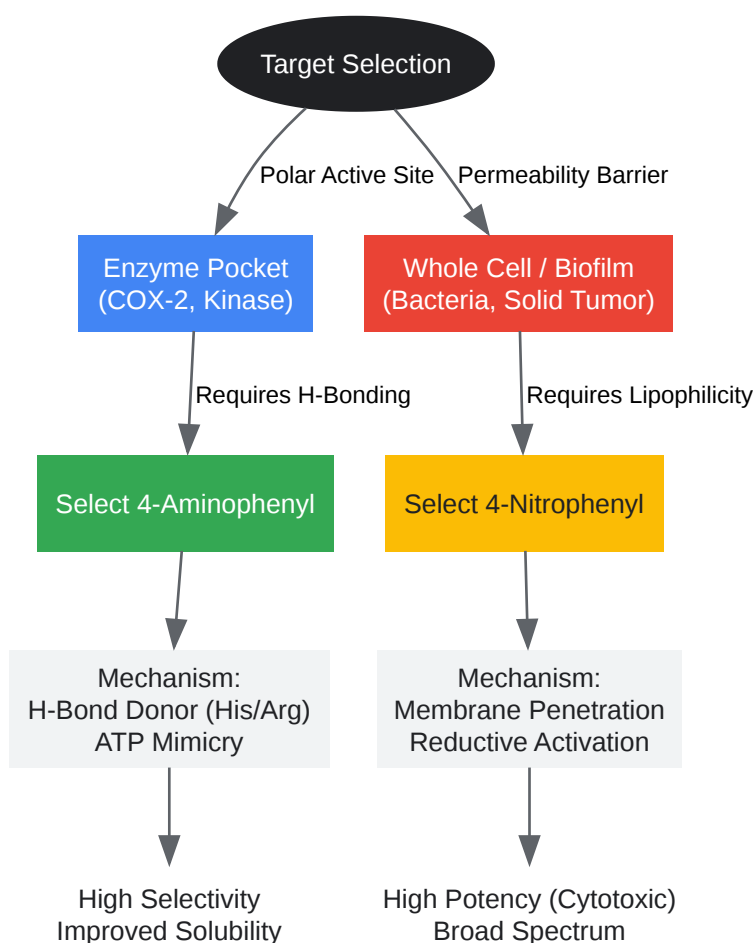 Target Selection
Polar Active Site
Permeability Barrier
Enzyme Pocket
(COX-2, Kinase)
Whole Cell / Biofilm
(Bacteria, Solid Tumor)
Requires H-Bonding
Requires Lipophilicity
Select 4-Aminophenyl
Select 4-Nitrophenyl
Mechanism:
H-Bond Donor (His/Arg)
ATP Mimicry
Mechanism:
Membrane Penetration
Reductive Activation
High Selectivity
Improved Solubility
High Potency (Cytotoxic)
Broad Spectrum